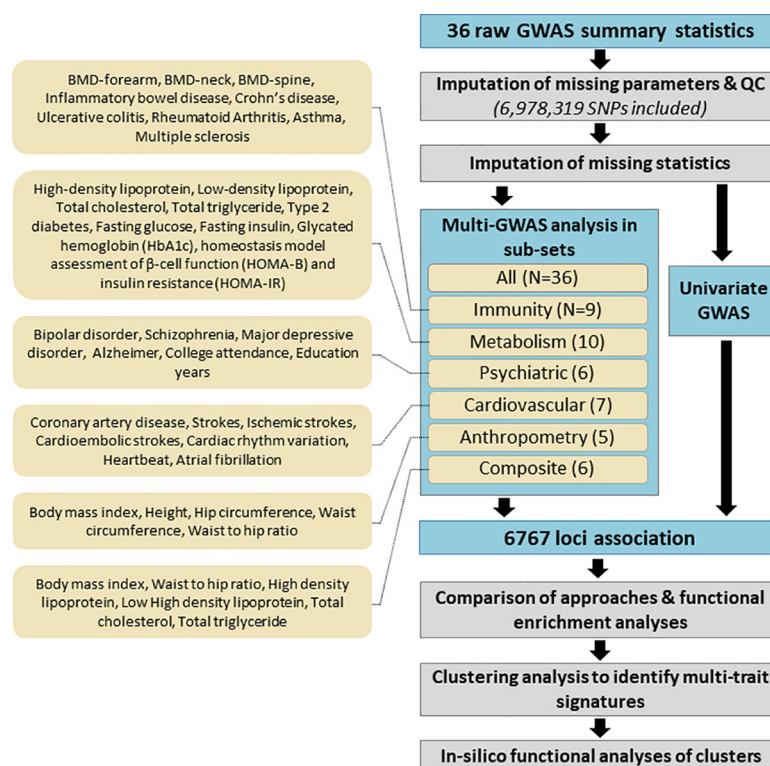 36 raw GWAS summary statistics
Imputation of missing parameters & QC
(6,978,319 SNPs included)
Imputation of missing statistics
BMD-forearm, BMD-neck, BMD-spine,
Inflammatory bowel disease, Crohn's disease,
Ulcerative colitis, Rheumatoid Arthritis, Asthma,
Multiple sclerosis
High-density lipoprotein, Low-density lipoprotein,
Total cholesterol, Total triglyceride, Type 2
diabetes, Fasting glucose, Fasting insulin, Glycated
hemoglobin (HbA1c), homeostasis model
assessment of β-cell function (HOMA-B) and
insulin resistance (HOMA-IR)
Bipolar disorder, Schizophrenia, Major depressive
disorder, Alzheimer, College attendance, Education
years
Coronary artery disease, Strokes, Ischemic strokes,
Cardioembolic strokes, Cardiac rhythm variation,
Heartbeat, Atrial fibrillation
Body mass index, Height, Hip circumference, Waist
circumference, Waist to hip ratio
Body mass index, Waist to hip ratio, High density
lipoprotein, Low High density lipoprotein, Total
cholesterol, Total triglyceride
Multi-GWAS analysis in
sub-sets
All (N=36)
Immunity (N=9)
Metabolism (10)
Psychiatric (6)
Cardiovascular (7)
Anthropometry (5)
Composite (6)
Univariate
GWAS
6767 loci association
Comparison of approaches & functional
enrichment analyses
Clustering analysis to identify multi-trait
signatures
In-silico functional analyses of clusters